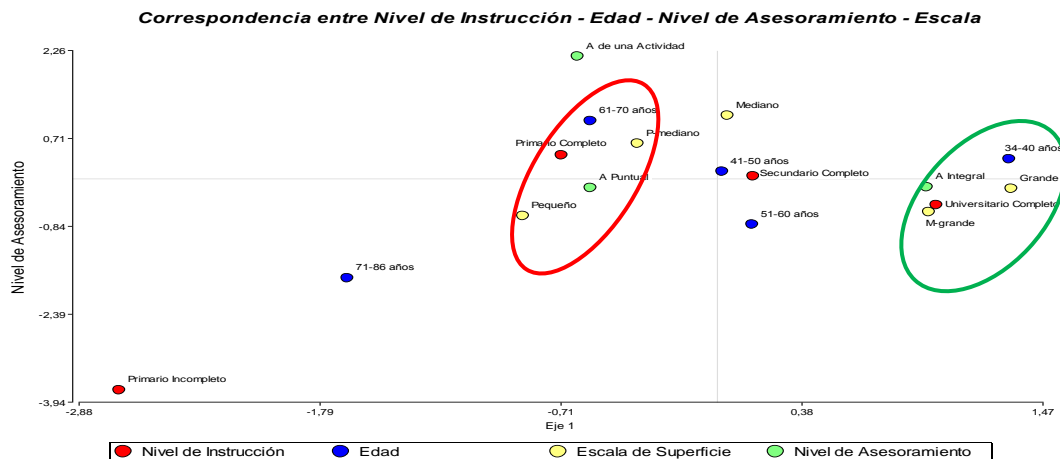 Correspondencia entre Nivel de Instrucción - Edad - Nivel de Asesoramiento - Escala
2,26
A de una Actividad
Mediano
61-70 años
0,71
P-mediano
Primario Completo
34-40 años
41-50 años
Secundario Completo
A Integral
Grande
A Puntual
Nivel de Asesoramiento
Pequeño
Universitario Completo
-0,84
51-60 años
M-grande
71-86 años
-2,39
Primario Incompleto
-3,94
-2,88
-1,79
-0,71
0,38
1,47
Eje 1
Nivel de Instrucción
Edad
Escala de Superficie
Nivel de Asesoramiento